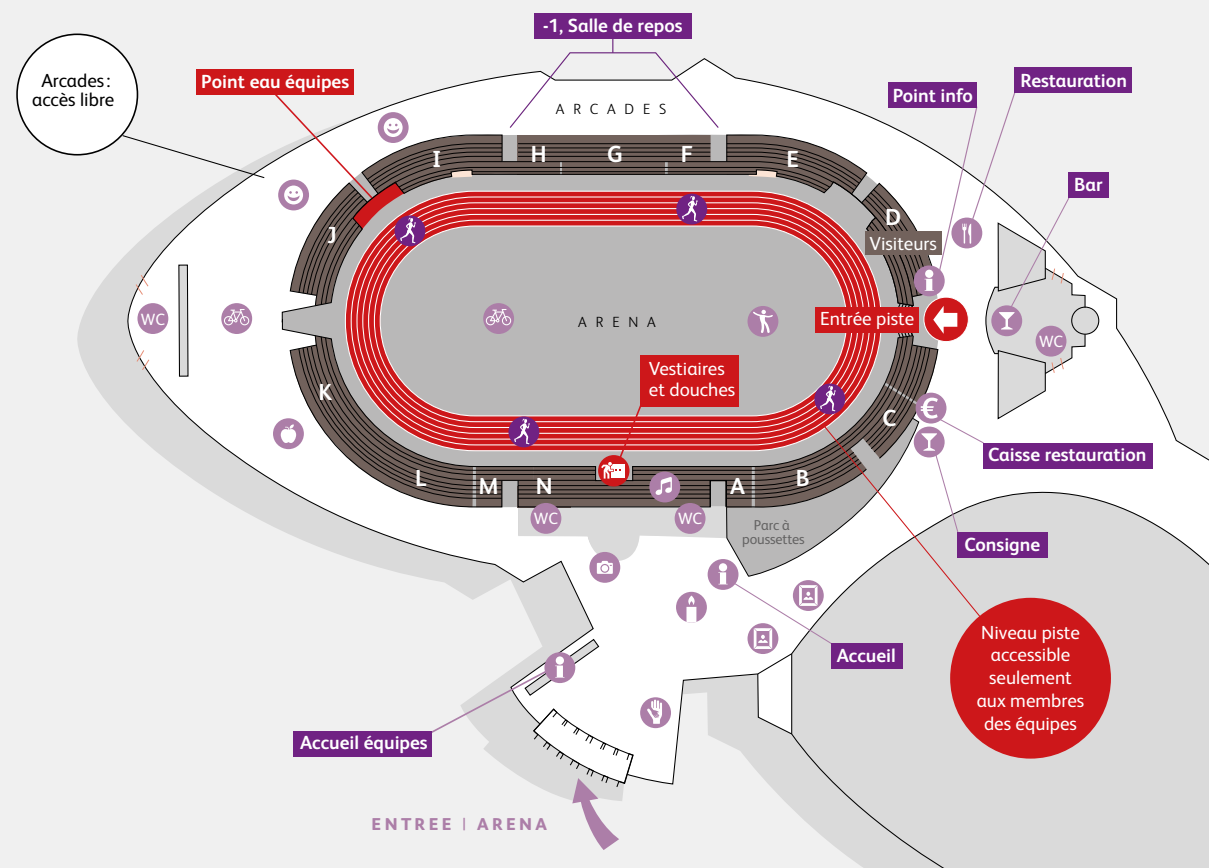 -1, Salle de repos
Arcades :
accès libre
Point eau équipes
Restauration
Point info
ARCADES
Bar
I
H
G
F
E
D
J
Visiteurs
WC
ARENA
Entrée piste
WC
Vestiaires
et douches
K
C
Caisse restauration
L
M
N
A
B
WC
WC
Parc à
poussettes
Consigne
Accueil
Niveau piste
accessible
seulement
aux membres
des équipes
Accueil équipes
ENTREE | ARENA